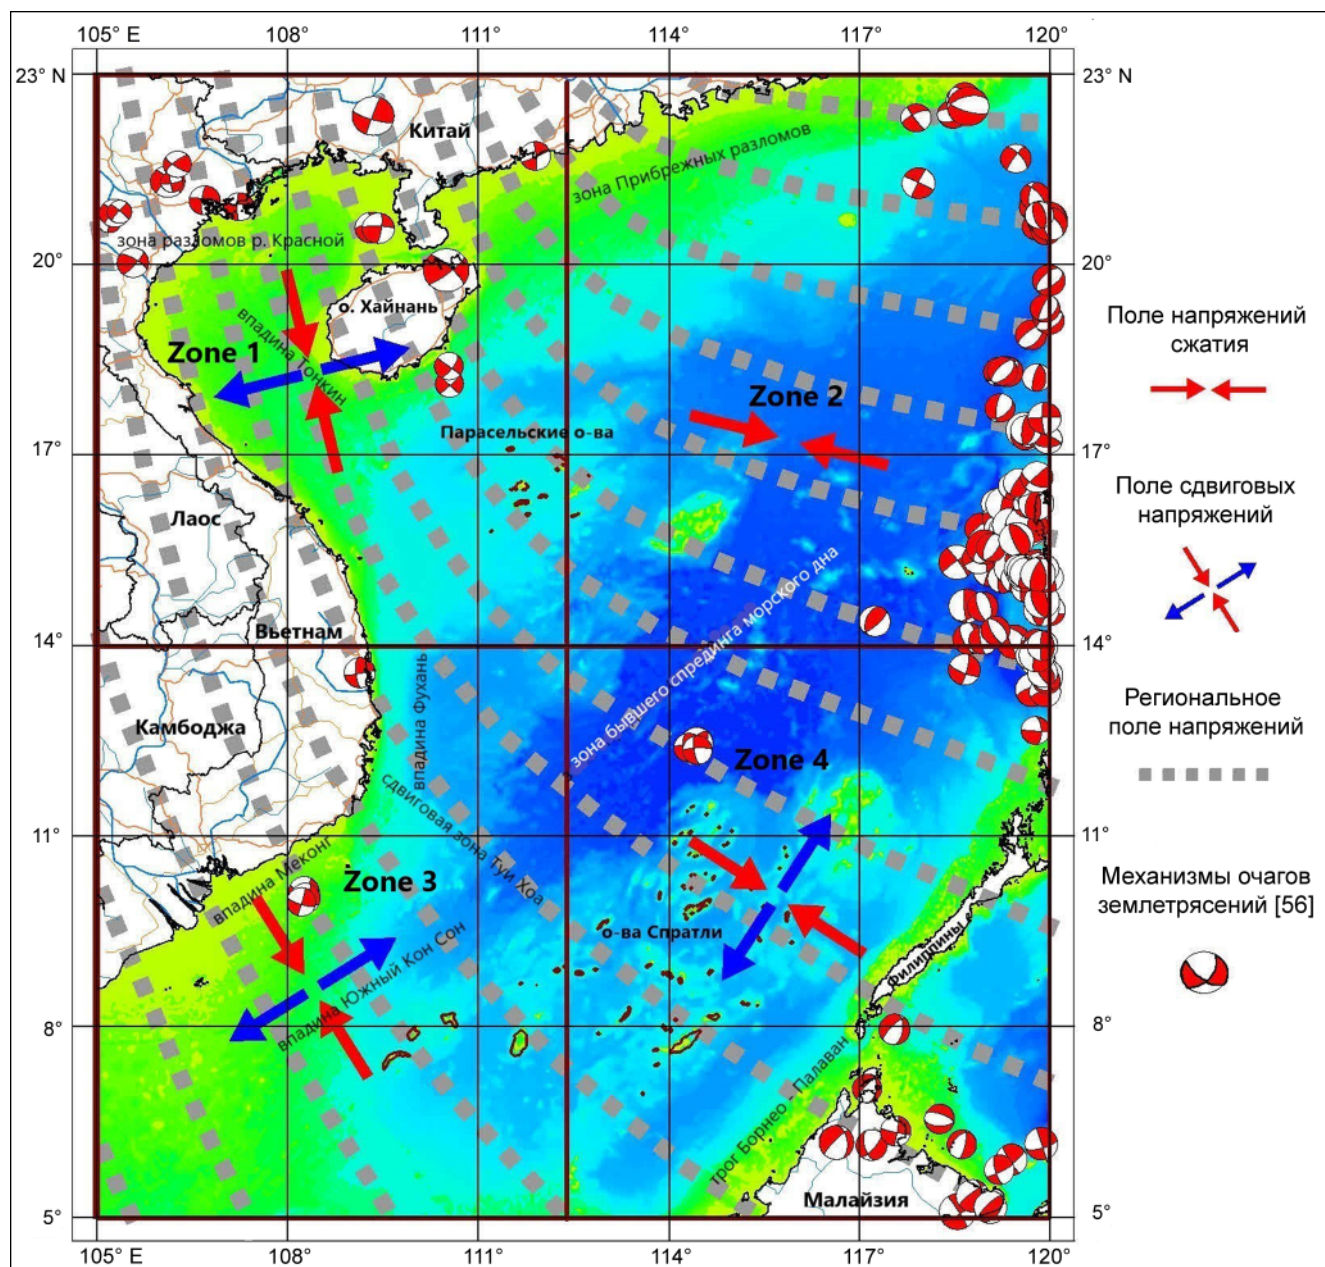 105° E 108° 111° 114° 117° 120°
23° N
23° N
Китай
зона Прибрежных разломов
зона разломов р. Красной
20°
20°
о. Хайнань
впадина Тонкин
Zone 1
Zone 2
Парасельские о-ва
17°
17°
Лаос
Вьетнам
14°
14°
зона бывшего спрединга морского дна
Камбоджа
впадина Фухань
Zone 4
сдвиговая зона Туи Хоа
11°
11°
впадина Меконг
Zone 3
о-ва Спратли
Филиппины
впадина Южный Кон Сон
8°
8°
трог Борнео - Палаван
Малайзия
5°
5°
105° E 108° 111° 114° 117° 120°
Поле напряжений
сжатия
Поле сдвиговых
напряжений
Региональное
поле напряжений
Механизмы очагов
землетрясений [56]